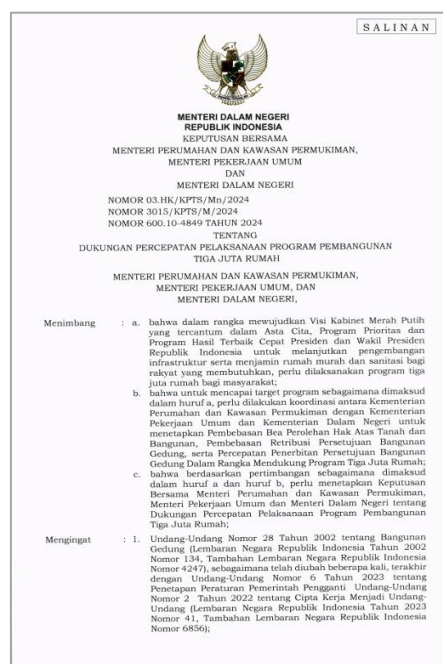 SALINAN
MENTERI DALAM NEGERI
REPUBLIK INDONESIA
KEPUTUSAN BERSAMA
MENTERI PERUMAHAN DAN KAWASAN PERMUKIMAN,
MENTERI PEKERJAAN UMUM
DAN
MENTERI DALAM NEGERI
NOMOR 03.HK/KPTS/Mn/2024
NOMOR 3015/KPTS/M/2024
NOMOR 600.10-4849 TAHUN 2024
TENTANG
DUKUNGAN PERCEPATAN PELAKSANAAN PROGRAM PEMBANGUNAN
TIGA JUTA RUMAH
MENTERI PERUMAHAN DAN KAWASAN PERMUKIMAN,
MENTERI PEKERJAAN UMUM, DAN
MENTERI DALAM NEGERI,
Menimbang : a. bahwa dalam rangka mewujudkan Visi Kabinet Merah Putih
yang tercantum dalam Asta Cita, Program Prioritas dan
Program Hasil Terbaik Cepat Presiden dan Wakil Presiden
Republik Indonesia untuk melanjutkan pengembangan
infrastruktur serta menjamin rumah murah dan sanitasi bagi
rakyat yang membutuhkan, perlu dilaksanakan program tiga
juta rumah bagi masyarakat;
b. bahwa untuk mencapai target program sebagaimana dimaksud
dalam huruf a, perlu dilakukan koordinasi antara Kementerian
Perumahan dan Kawasan Permukiman dengan Kementerian
Pekerjaan Umum dan Kementerian Dalam Negeri untuk
menetapkan Pembebasan Bea Perolehan Hak Atas Tanah dan
Bangunan, Pembebasan Retribusi Persetujuan Bangunan
Gedung, serta Percepatan Penerbitan Persetujuan Bangunan
Gedung Dalam Rangka Mendukung Program Tiga Juta Rumah;
c. bahwa berdasarkan pertimbangan sebagaimana dimaksud
dalam huruf a dan huruf b, perlu menetapkan Keputusan
Bersama Menteri Perumahan dan Kawasan Permukiman,
Menteri Pekerjaan Umum dan Menteri Dalam Negeri tentang
Dukungan Percepatan Pelaksanaan Program Pembangunan
Tiga Juta Rumah;
Mengingat : 1. Undang-Undang Nomor 28 Tahun 2002 tentang Bangunan
Gedung (Lembaran Negara Republik Indonesia Tahun 2002
Nomor 134, Tambahan Lembaran Negara Republik Indonesia
Nomor 4247), sebagaimana telah diubah beberapa kali, terakhir
dengan Undang-Undang Nomor 6 Tahun 2023 tentang
Penetapan Peraturan Pemerintah Pengganti Undang-Undang
Nomor 2 Tahun 2022 tentang Cipta Kerja Menjadi Undang-
Undang (Lembaran Negara Republik Indonesia Tahun 2023
Nomor 41, Tambahan Lembaran Negara Republik Indonesia
Nomor 6856);